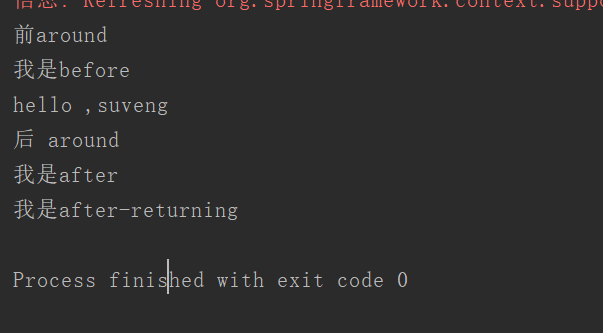 信息: Refreshing org.springframework.context.suppo
前around
我是before
hello ,suveng
后 around
我是after
我是after-returning
Process finished with exit code 0